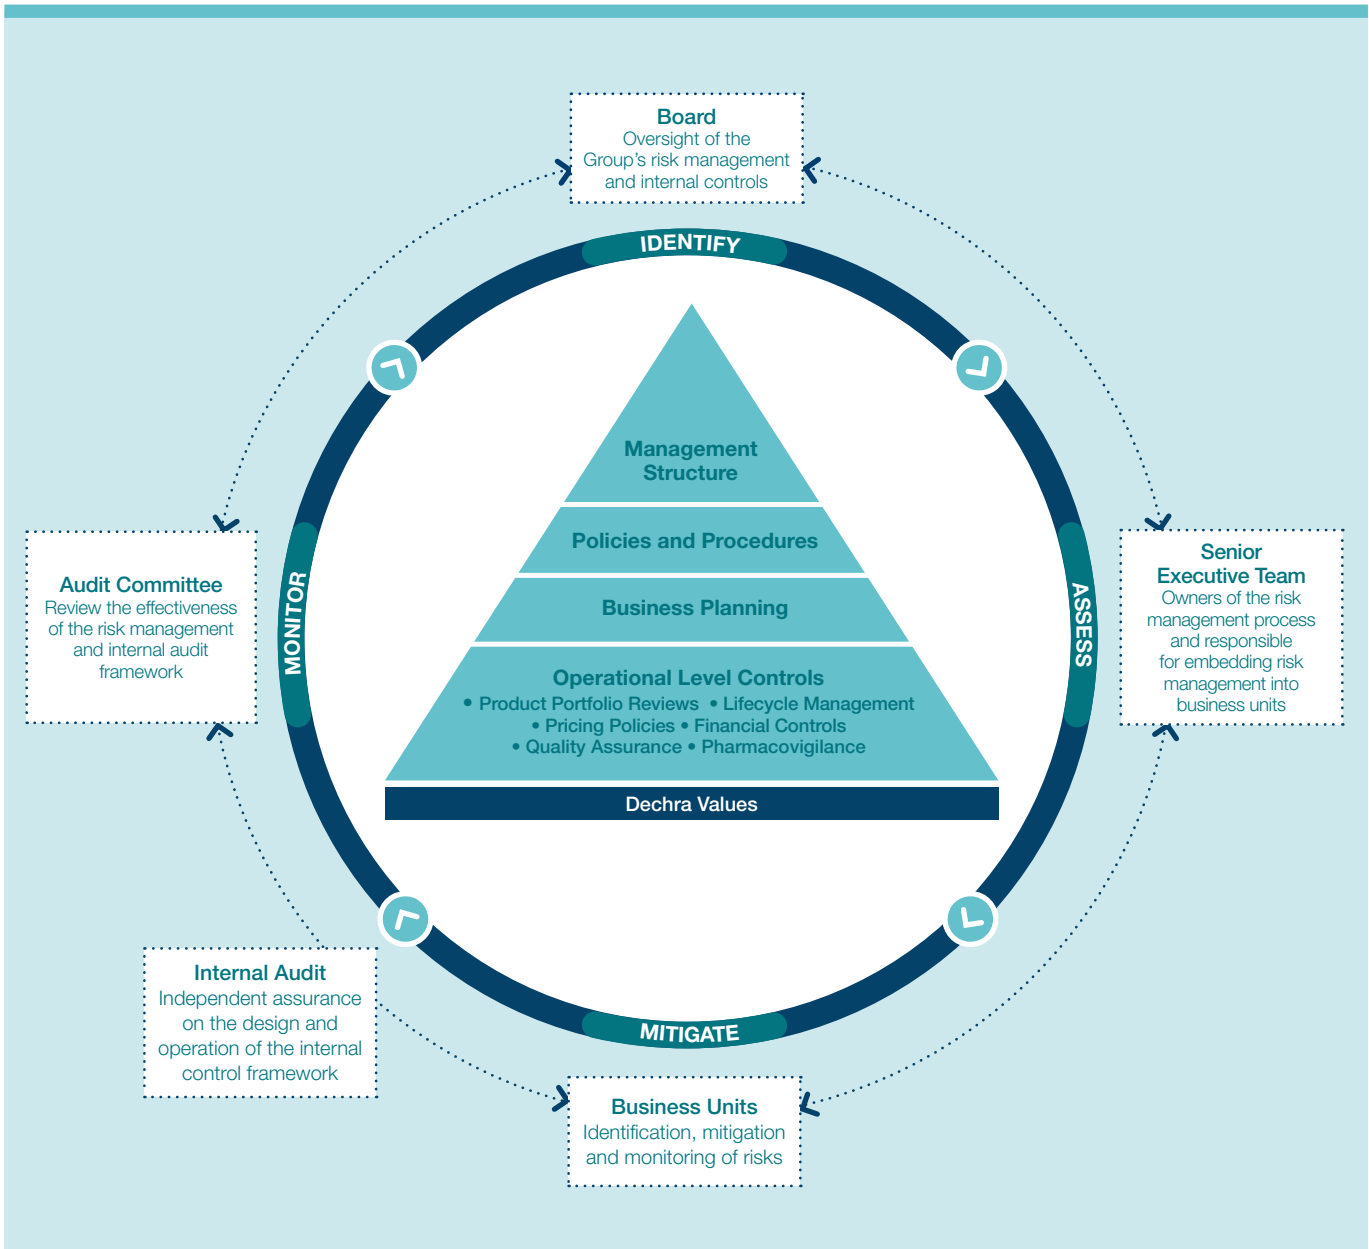 Board
Oversight of the
Group’s risk management
and internal controls
IDENTIFY
Management
Structure
Policies and Procedures
Business Planning
Operational Level Controls
• Product Portfolio Reviews • Lifecycle Management
• Pricing Policies • Financial Controls
• Quality Assurance • Pharmacovigilance
Dechra Values
MONITOR
ASSESS
Audit Committee
Review the effectiveness
of the risk management
and internal audit
framework
Senior
Executive Team
Owners of the risk
management process
and responsible
for embedding risk
management into
business units
Internal Audit
Independent assurance
on the design and
operation of the internal
control framework
MITIGATE
Business Units
Identification, mitigation
and monitoring of risks